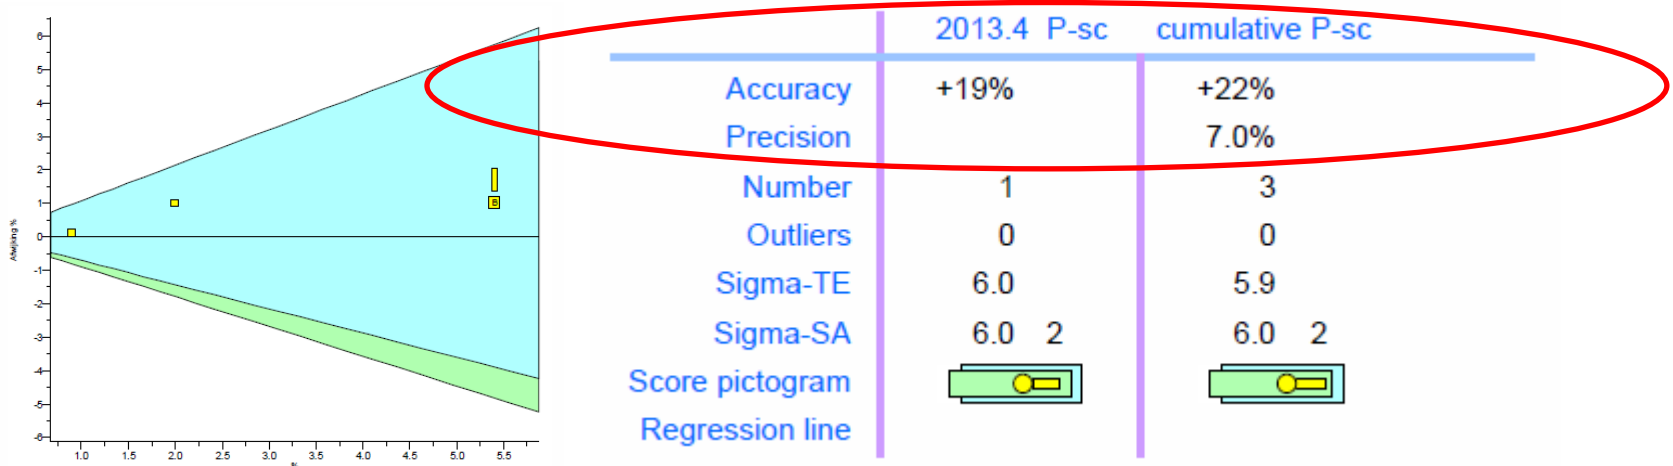 6
5
4
3
2
1
0
-1
-2
-3
-4
-5
-6
Afwijking %
B
1.0 1.5 2.0 2.5 3.0 3.5 4.0 4.5 5.0 5.5
%
2013.4 P-sc cumulative P-sc
Accuracy +19% +22%
Precision 7.0%
Number 1 3
Outliers 0 0
Sigma-TE 6.0 5.9
Sigma-SA 6.0 2 6.0 2
Score pictogram
Regression line